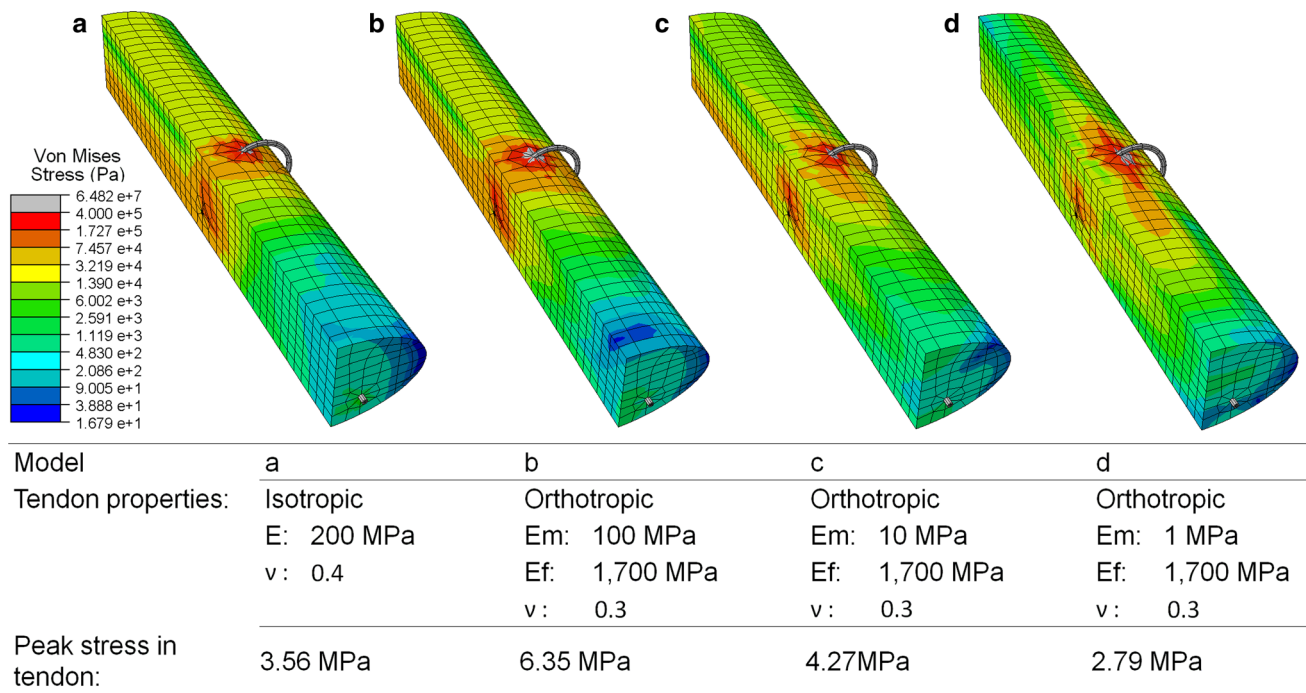 a
b
c
d
Von Mises
Stress (Pa)
6.482 e+7
4.000 e+5
1.727 e+5
7.457 e+4
3.219 e+4
1.390 e+4
6.002 e+3
2.591 e+3
1.119 e+3
4.830 e+2
2.086 e+2
9.005 e+1
3.888 e+1
1.679 e+1
Model a b c d
Tendon properties: Isotropic Orthotropic Orthotropic Orthotropic
E: 200 MPa Em: 100 MPa Em: 10 MPa Em: 1 MPa
ν : 0.4 Ef: 1,700 MPa Ef: 1,700 MPa Ef: 1,700 MPa
ν : 0.3 ν : 0.3 ν : 0.3
Peak stress in
tendon: 3.56 MPa 6.35 MPa 4.27MPa 2.79 MPa